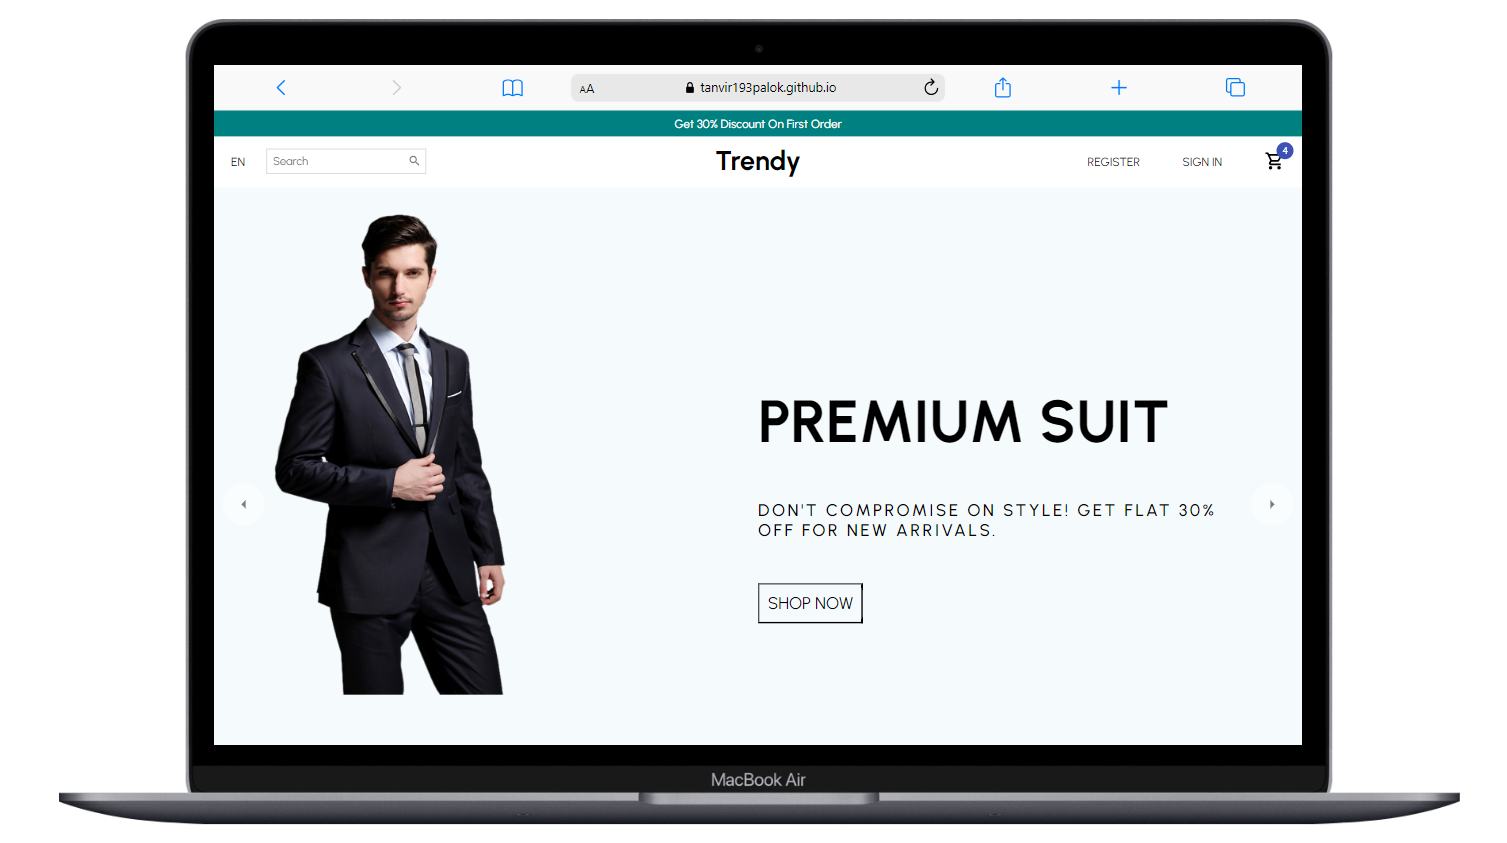 AA tanvir193palok.github.io
Get 30% Discount On First Order
EN Search Trendy REGISTER SIGN IN 4
PREMIUM SUIT
DON'T COMPROMISE ON STYLE! GET FLAT 30%
OFF FOR NEW ARRIVALS.
SHOP NOW
MacBook Air